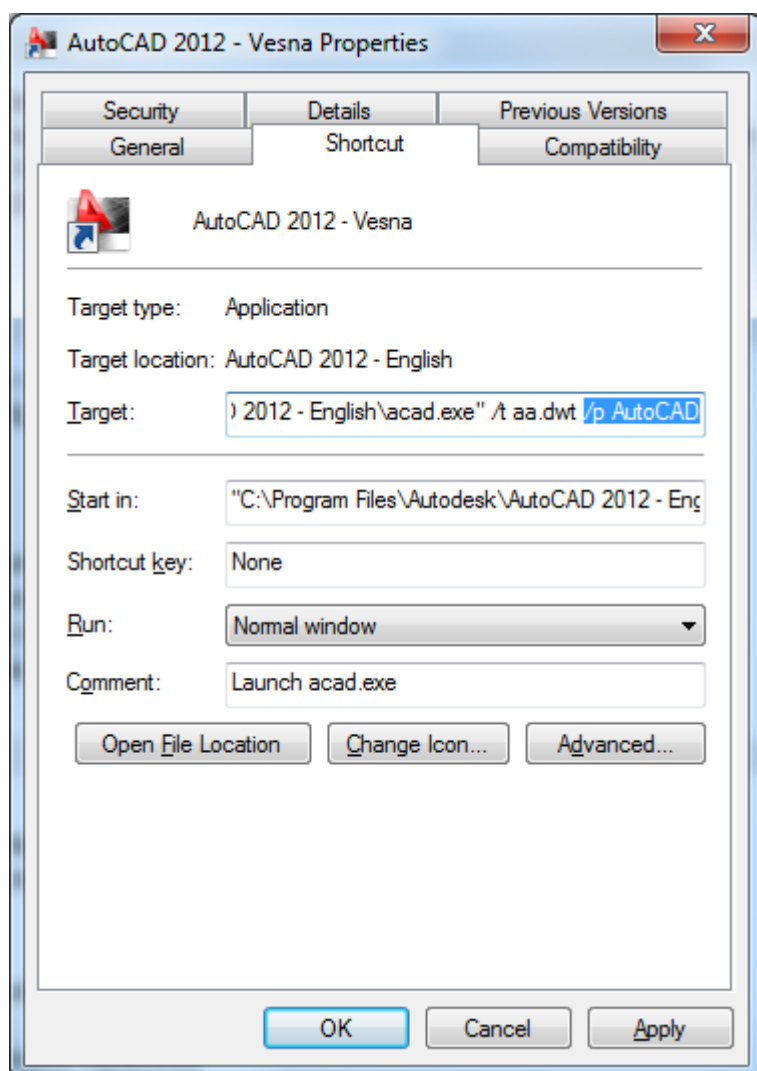 AutoCAD 2012 - Vesna Properties
Security Details Previous Versions
General Shortcut Compatibility
AutoCAD 2012 - Vesna
Target type: Application
Target location: AutoCAD 2012 - English
Target: ) 2012 - English\acad.exe" /t aa.dwt /p AutoCAD
Start in: "C:\Program Files\Autodesk\AutoCAD 2012 - Eng
Shortcut key: None
Run: Normal window
Comment: Launch acad.exe
Open File Location Change Icon... Advanced...
OK Cancel Apply